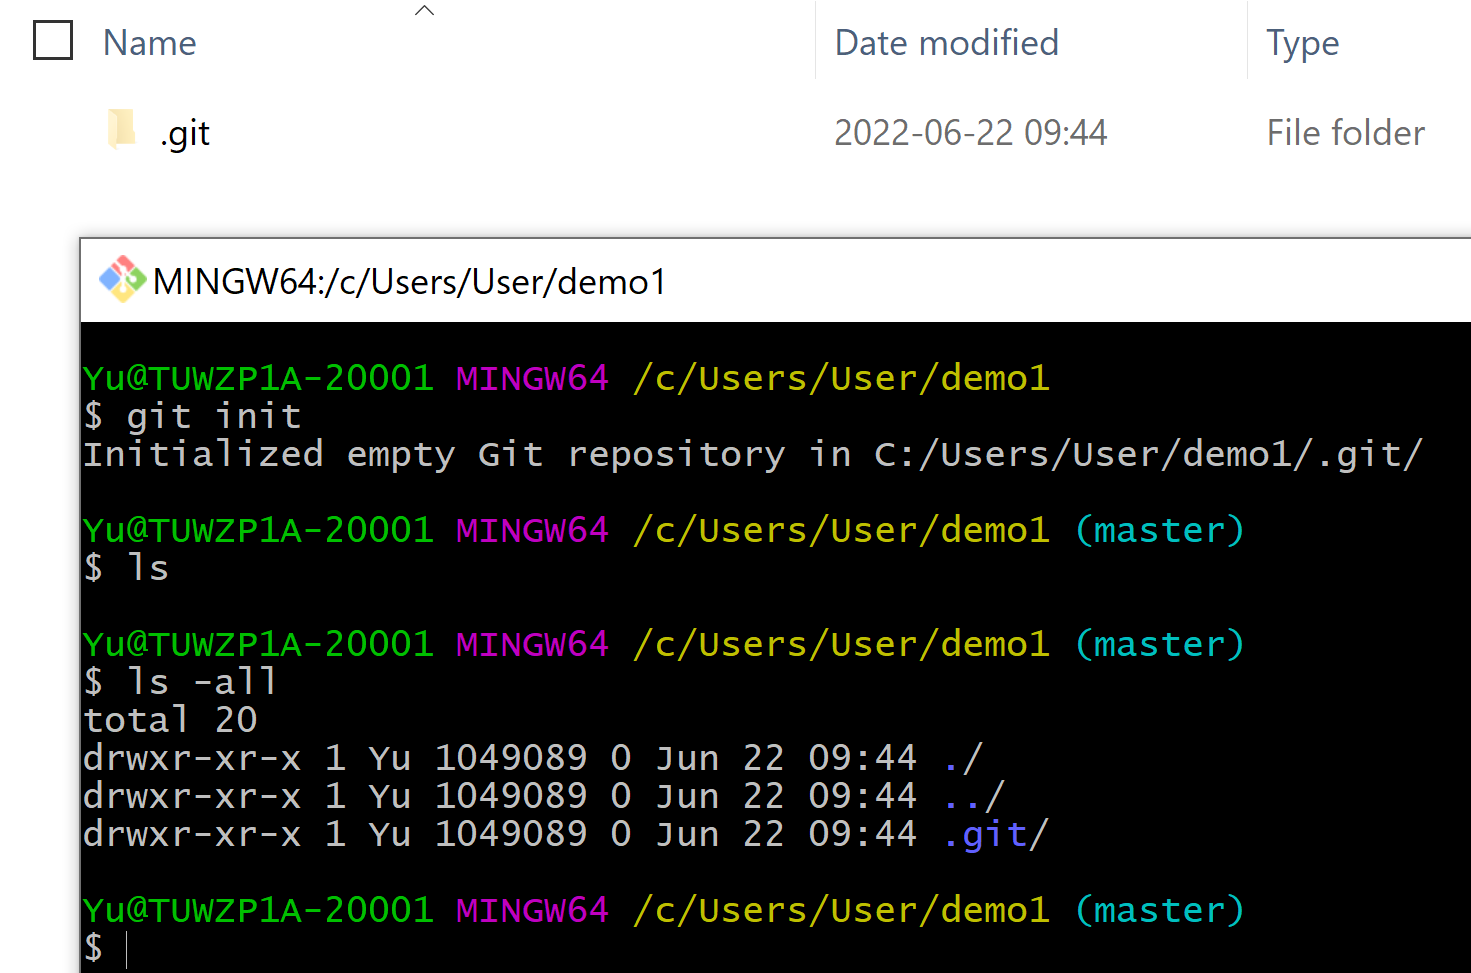 Name Date modified Type
.git 2022-06-22 09:44 File folder
MINGW64:/c/Users/User/demo1
Yu@TUWZP1A-20001 MINGW64 /c/Users/User/demo1
$ git init
Initialized empty Git repository in C:/Users/User/demo1/.git/
Yu@TUWZP1A-20001 MINGW64 /c/Users/User/demo1 (master)
$ ls
Yu@TUWZP1A-20001 MINGW64 /c/Users/User/demo1 (master)
$ ls -all
total 20
drwxr-xr-x 1 Yu 1049089 0 Jun 22 09:44 ./
drwxr-xr-x 1 Yu 1049089 0 Jun 22 09:44 ../
drwxr-xr-x 1 Yu 1049089 0 Jun 22 09:44 .git/
Yu@TUWZP1A-20001 MINGW64 /c/Users/User/demo1 (master)
$